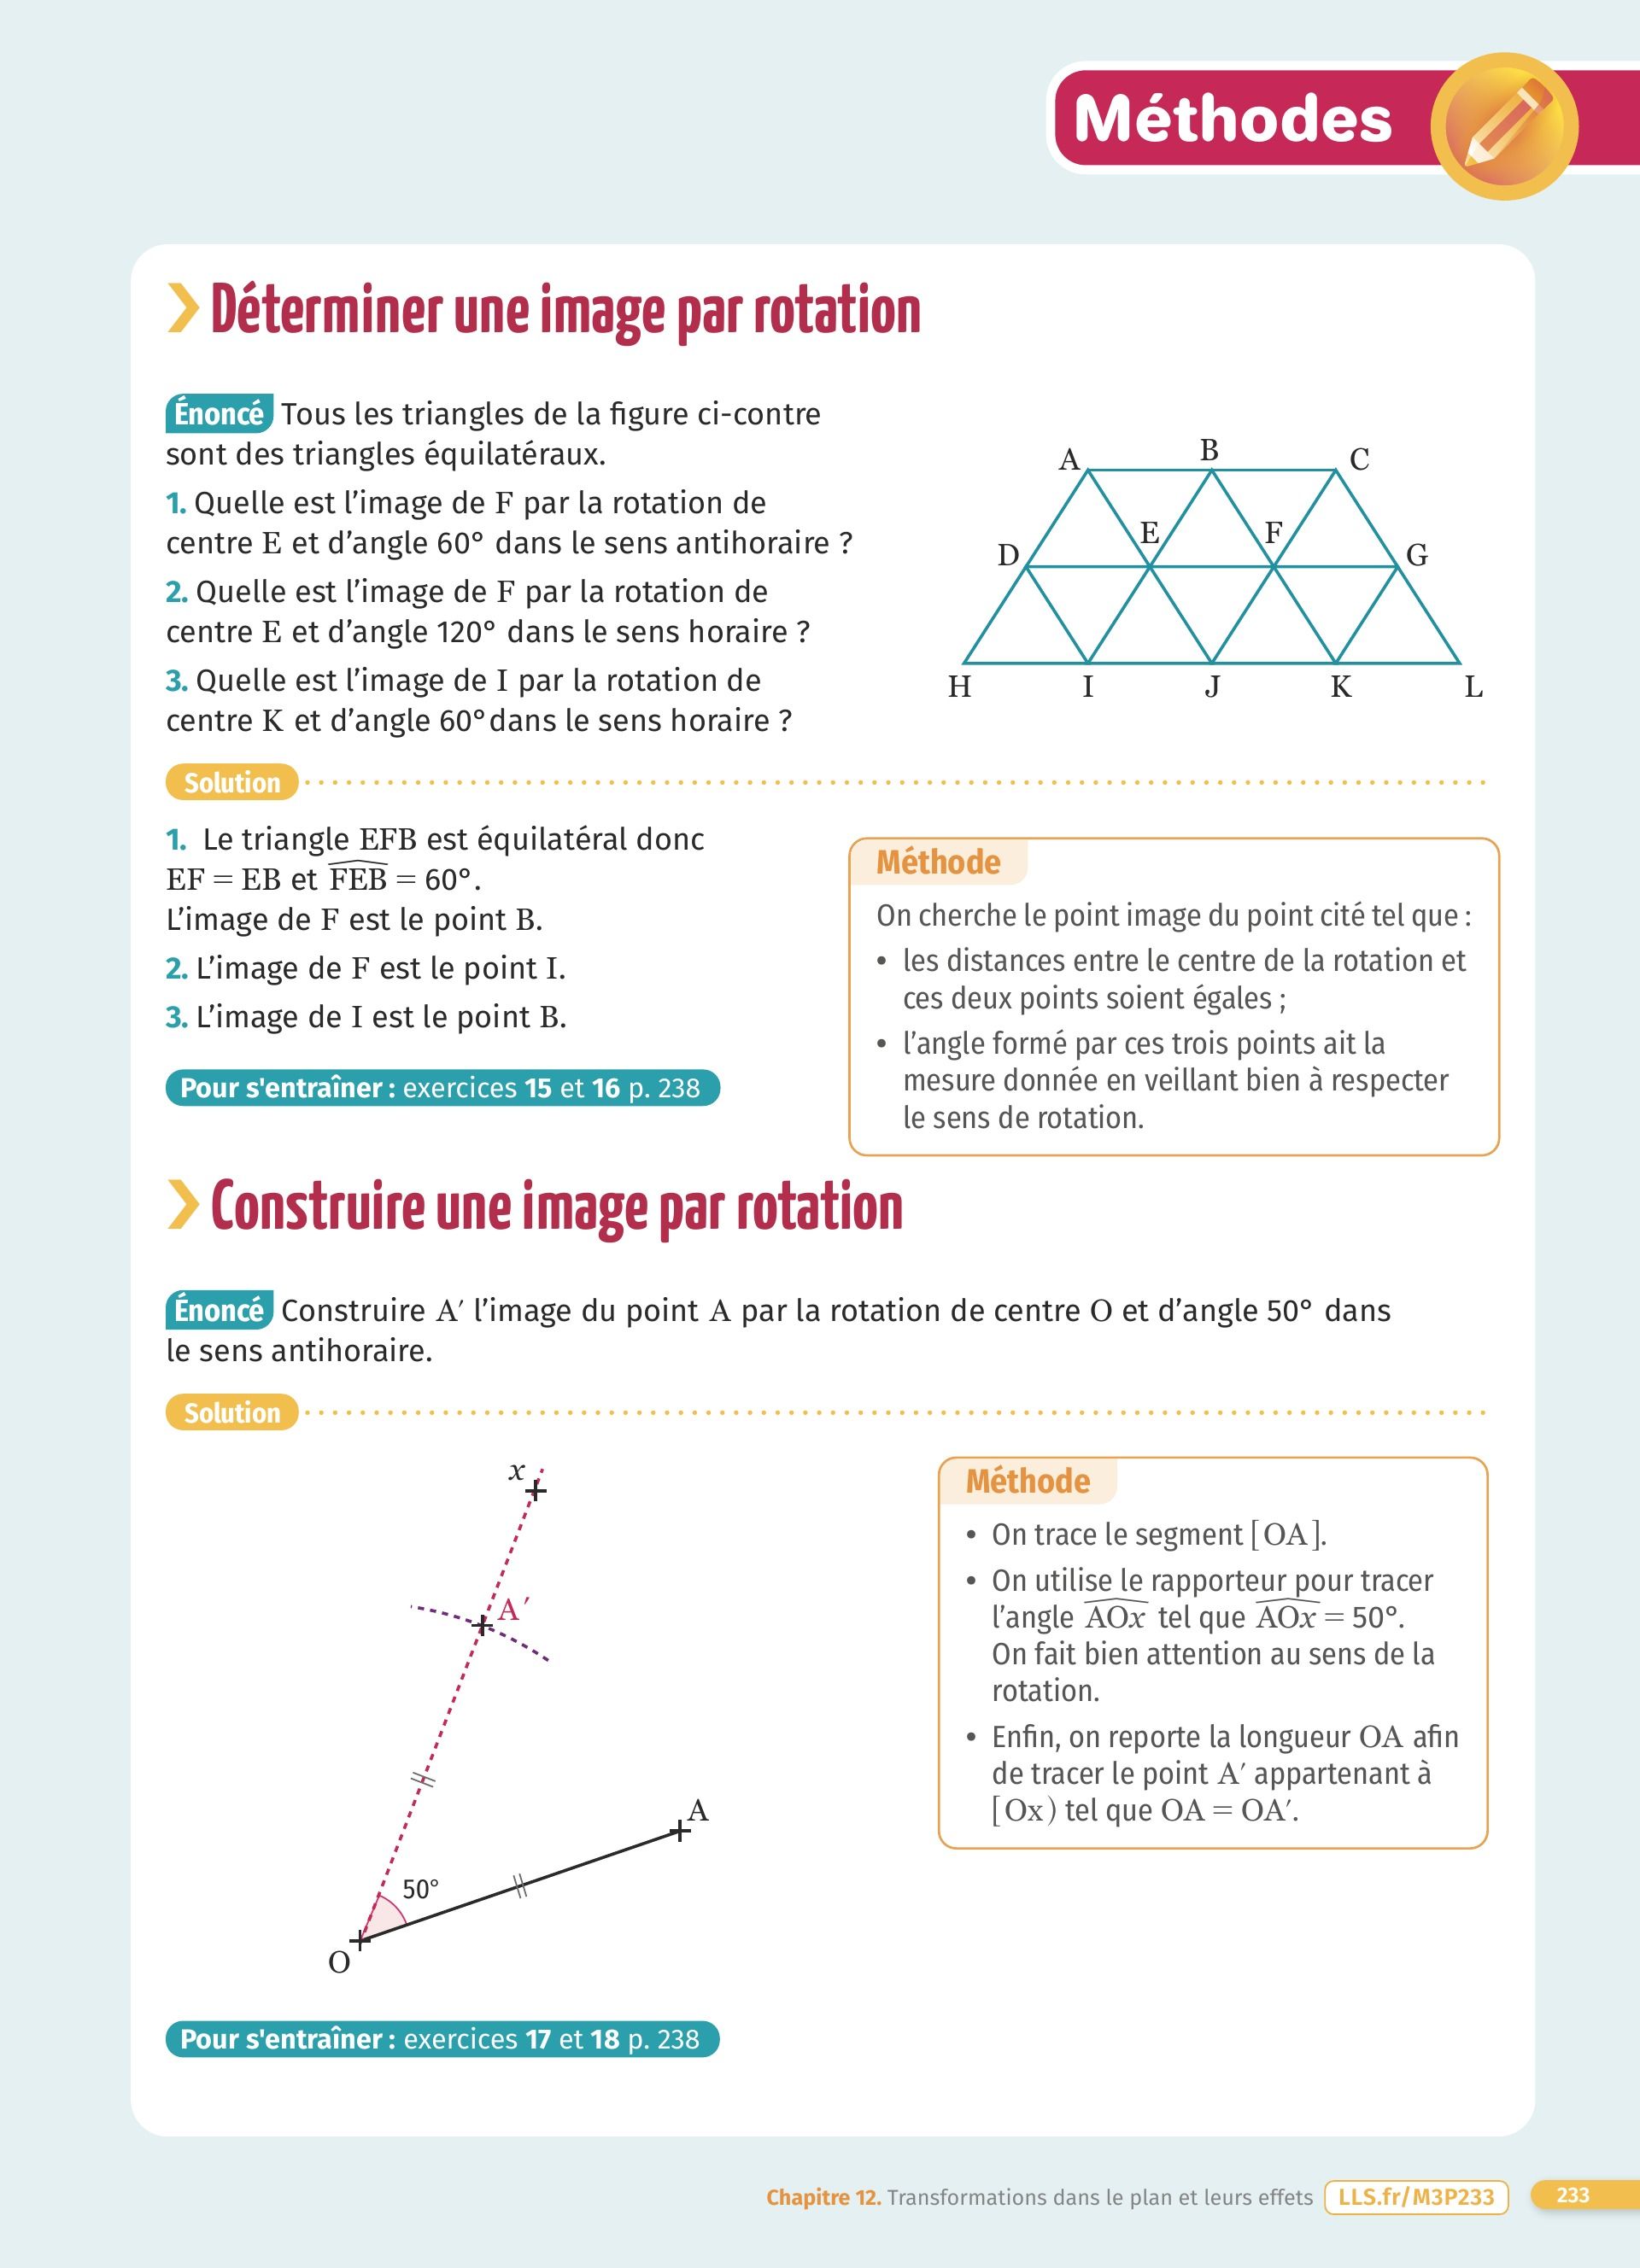 Méthodes
Déterminer une image par rotation
Énoncé Tous les triangles de la figure ci-contre
sont des triangles équilatéraux.
1. Quelle est l’image de F par la rotation de
centre E et d’angle 60° dans le sens antihoraire ?
2. Quelle est l’image de F par la rotation de
centre E et d’angle 120° dans le sens horaire ?
3. Quelle est l’image de I par la rotation de
centre K et d’angle 60° dans le sens horaire ?
A B C
D E F G
H I J K L
Solution
1. Le triangle EFB est équilatéral donc
EF = EB et \widehat{FEB} = 60°.
L’image de F est le point B.
2. L’image de F est le point I.
3. L’image de I est le point B.
Pour s'entraîner : exercices 15 et 16 p. 238
Méthode
On cherche le point image du point cité tel que :
• les distances entre le centre de la rotation et
ces deux points soient égales ;
• l’angle formé par ces trois points ait la
mesure donnée en veillant bien à respecter
le sens de rotation.
Construire une image par rotation
Énoncé Construire A′ l’image du point A par la rotation de centre O et d’angle 50° dans
le sens antihoraire.
Solution
x
A′
A
50°
O
Méthode
• On trace le segment [OA].
• On utilise le rapporteur pour tracer
l’angle \widehat{AOx} tel que \widehat{AOx} = 50°.
On fait bien attention au sens de la
rotation.
• Enfin, on reporte la longueur OA afin
de tracer le point A′ appartenant à
[Ox) tel que OA = OA′.
Pour s'entraîner : exercices 17 et 18 p. 238
Chapitre 12. Transformations dans le plan et leurs effets LLS.fr/M3P233 233